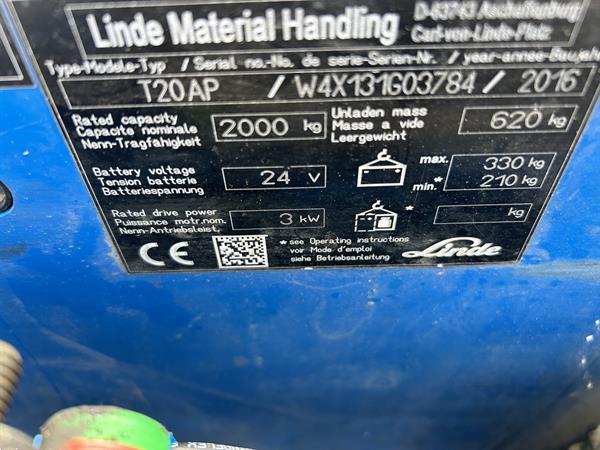 Linde Material Handling
D-63743 Aschaffenburg
Carl-von-Linde-Platz
Type-Modele-Typ / Serial no.-No. de serie-Serien-Nr. / year-annee-Baujahr
T20AP / W4X131G03784 / 2016
Rated capacity
Capacite nominale
Nenn-Tragfahigkeit
2000 kg
Unladen mass
Masse a vide
Leergewicht
620 kg
Battery voltage
Tension batterie
Batteriespannung
24 V
max. 330 kg
min.* 210 kg
Rated drive power
Puissance motr.nom.
Nenn-Antriebsleist.
3 kW
kg
CE
*see Operating instructions
voir Mode d'emploi
siehe Betriebsanleitung
Linde